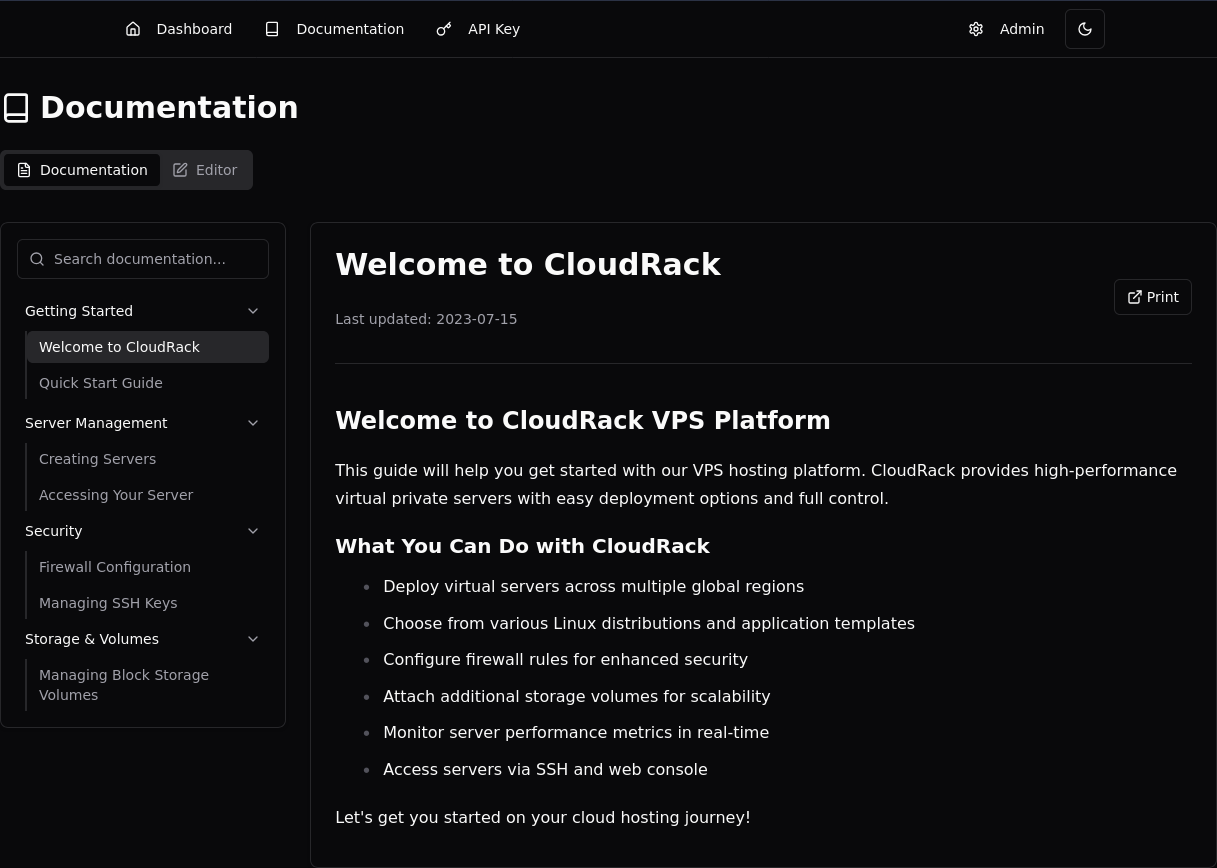 Dashboard
Documentation
API Key
Admin
Documentation
Documentation
Editor
Search documentation...
Getting Started
Welcome to CloudRack
Quick Start Guide
Server Management
Creating Servers
Accessing Your Server
Security
Firewall Configuration
Managing SSH Keys
Storage & Volumes
Managing Block Storage
Volumes
Welcome to CloudRack
Last updated: 2023-07-15
Print
Welcome to CloudRack VPS Platform
This guide will help you get started with our VPS hosting platform. CloudRack provides high-performance
virtual private servers with easy deployment options and full control.
What You Can Do with CloudRack
Deploy virtual servers across multiple global regions
Choose from various Linux distributions and application templates
Configure firewall rules for enhanced security
Attach additional storage volumes for scalability
Monitor server performance metrics in real-time
Access servers via SSH and web console
Let's get you started on your cloud hosting journey!